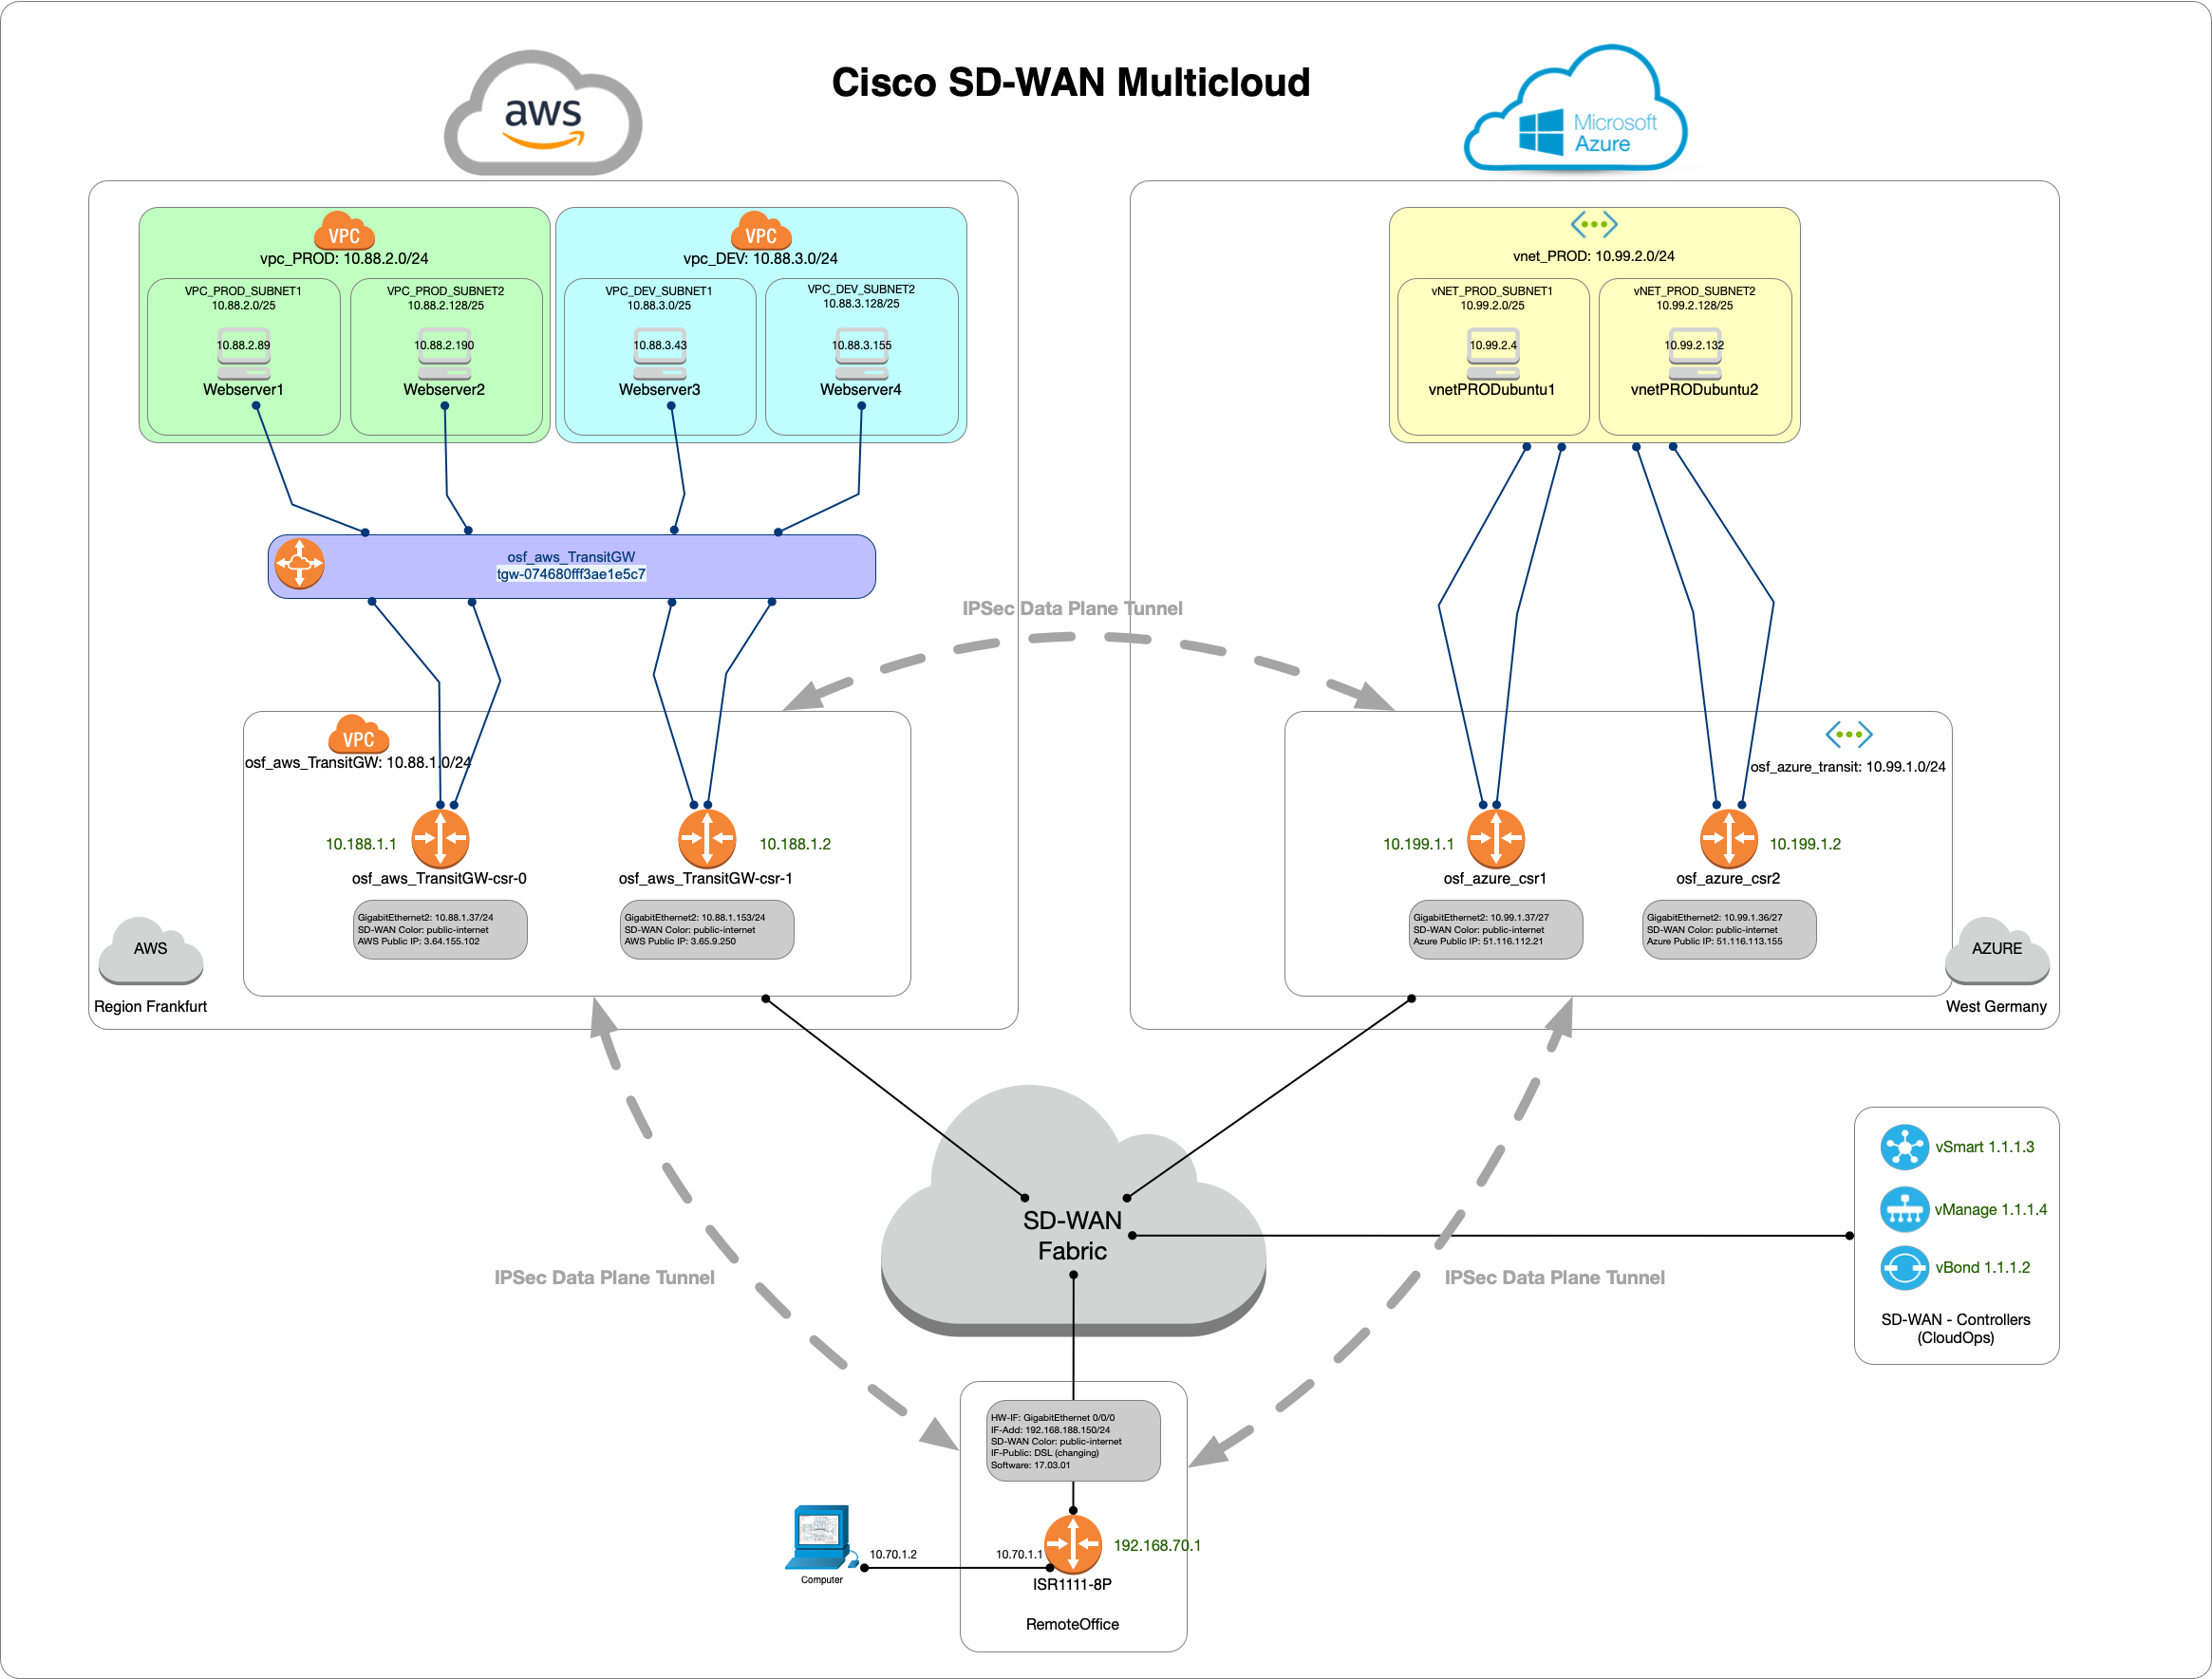 Cisco SD-WAN Multicloud
aws
Microsoft
Azure
VPC
vpc_PROD: 10.88.2.0/24
VPC_PROD_SUBNET1
10.88.2.0/25
10.88.2.89
Webserver1
VPC_PROD_SUBNET2
10.88.2.128/25
10.88.2.190
Webserver2
VPC
vpc_DEV: 10.88.3.0/24
VPC_DEV_SUBNET1
10.88.3.0/25
10.88.3.43
Webserver3
VPC_DEV_SUBNET2
10.88.3.128/25
10.88.3.155
Webserver4
vnet_PROD: 10.99.2.0/24
vNET_PROD_SUBNET1
10.99.2.0/25
10.99.2.4
vnetPRODubuntu1
vNET_PROD_SUBNET2
10.99.2.128/25
10.99.2.132
vnetPRODubuntu2
osf_aws_TransitGW
tgw-074680fff3ae1e5c7
IPSec Data Plane Tunnel
VPC
osf_aws_TransitGW: 10.88.1.0/24
10.188.1.1
osf_aws_TransitGW-csr-0
GigabitEthernet2: 10.88.1.37/24
SD-WAN Color: public-internet
AWS Public IP: 3.64.155.102
10.188.1.2
osf_aws_TransitGW-csr-1
GigabitEthernet2: 10.88.1.153/24
SD-WAN Color: public-internet
AWS Public IP: 3.65.9.250
AWS
Region Frankfurt
osf_azure_transit: 10.99.1.0/24
10.199.1.1
osf_azure_csr1
GigabitEthernet2: 10.99.1.37/27
SD-WAN Color: public-internet
Azure Public IP: 51.116.112.21
10.199.1.2
osf_azure_csr2
GigabitEthernet2: 10.99.1.36/27
SD-WAN Color: public-internet
Azure Public IP: 51.116.113.155
AZURE
West Germany
SD-WAN
Fabric
IPSec Data Plane Tunnel
IPSec Data Plane Tunnel
vSmart 1.1.1.3
vManage 1.1.1.4
vBond 1.1.1.2
SD-WAN - Controllers
(CloudOps)
HW-IF: GigabitEthernet 0/0/0
IF-Add: 192.168.188.150/24
SD-WAN Color: public-internet
IF-Public: DSL (changing)
Software: 17.03.01
Computer
10.70.1.2
10.70.1.1
192.168.70.1
ISR1111-8P
RemoteOffice